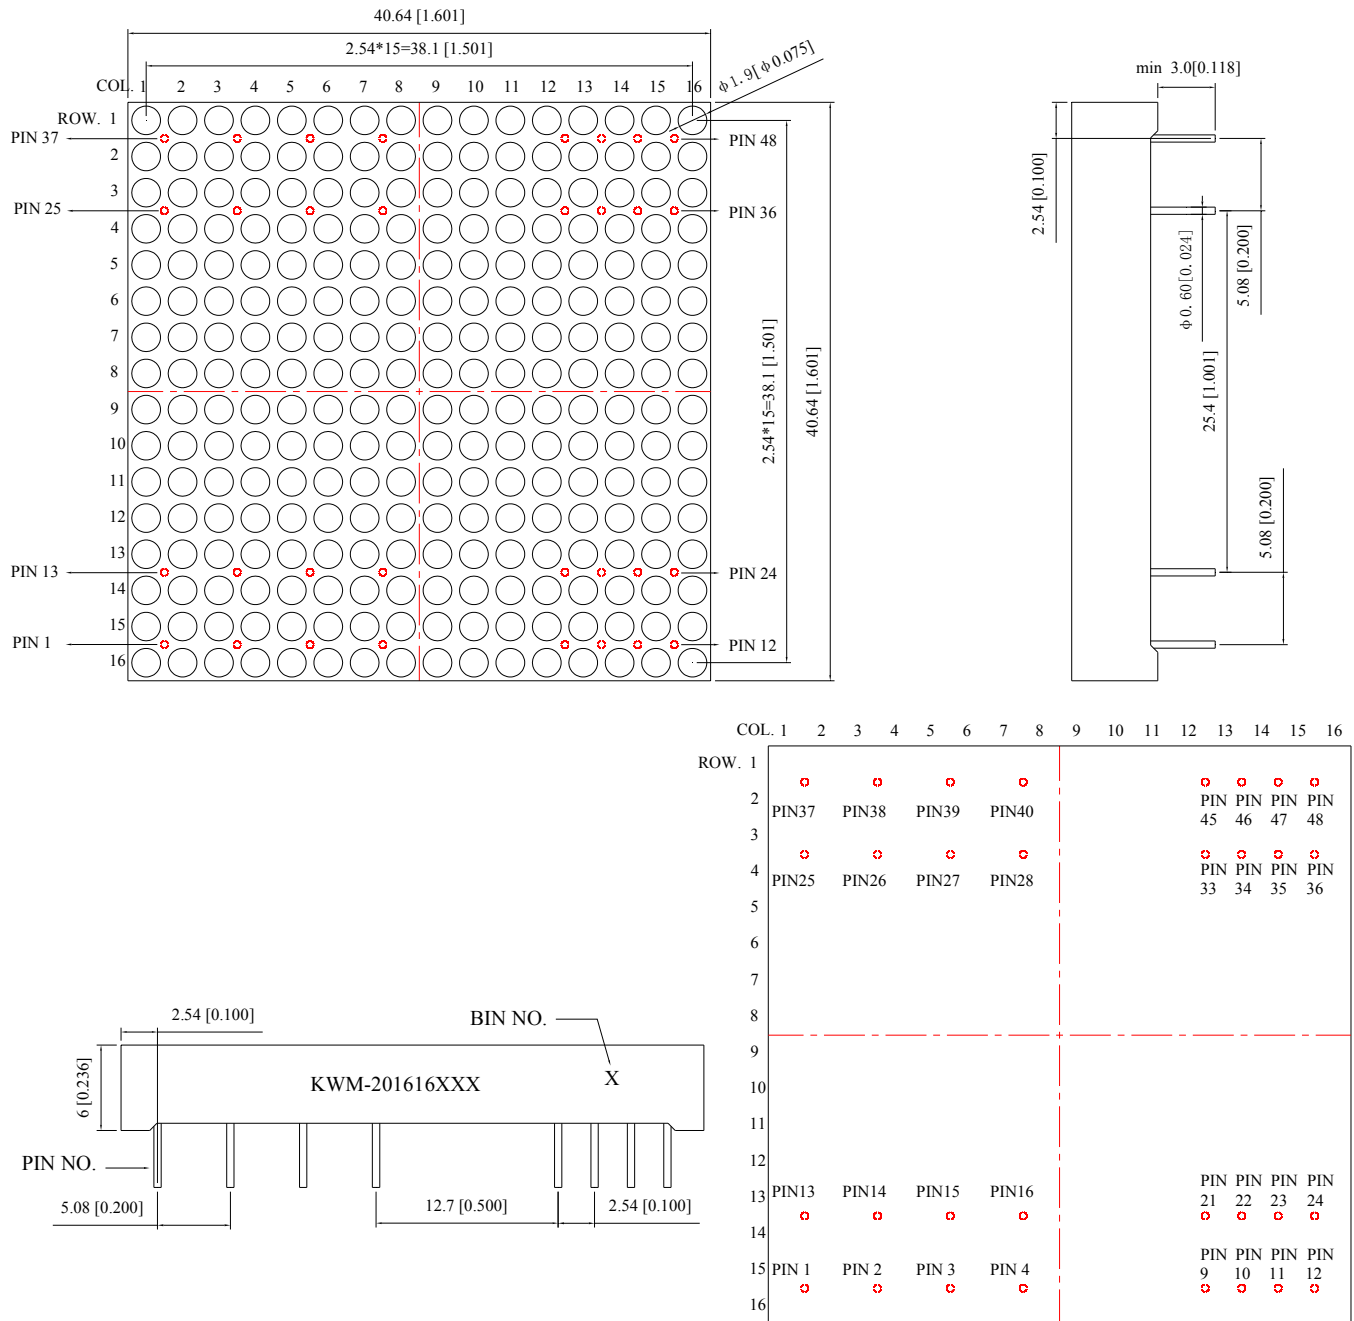 40.64 [1.601]
2.54*15=38.1 [1.501]
φ1.9[φ0.075]
COL. 1 2 3 4 5 6 7 8 9 10 11 12 13 14 15 16
ROW. 1
PIN 37
PIN 48
2
3
PIN 25
PIN 36
4
5
6
7
8
9
10
11
12
13
PIN 13
PIN 24
14
15
PIN 1
PIN 12
16
2.54*15=38.1 [1.501]
40.64 [1.601]
min 3.0[0.118]
2.54 [0.100]
φ0.60[0.024]
5.08 [0.200]
25.4 [1.001]
5.08 [0.200]
2.54 [0.100]
BIN NO.
6 [0.236]
KWM-201616XXX
X
PIN NO.
5.08 [0.200]
12.7 [0.500]
2.54 [0.100]
COL. 1 2 3 4 5 6 7 8 9 10 11 12 13 14 15 16
ROW. 1
2
PIN37 PIN38 PIN39 PIN40
PIN PIN PIN PIN
45 46 47 48
3
4
PIN25 PIN26 PIN27 PIN28
PIN PIN PIN PIN
33 34 35 36
5
6
7
8
9
10
11
12
13
PIN13 PIN14 PIN15 PIN16
PIN PIN PIN PIN
21 22 23 24
14
15
PIN 1 PIN 2 PIN 3 PIN 4
PIN PIN PIN PIN
9 10 11 12
16